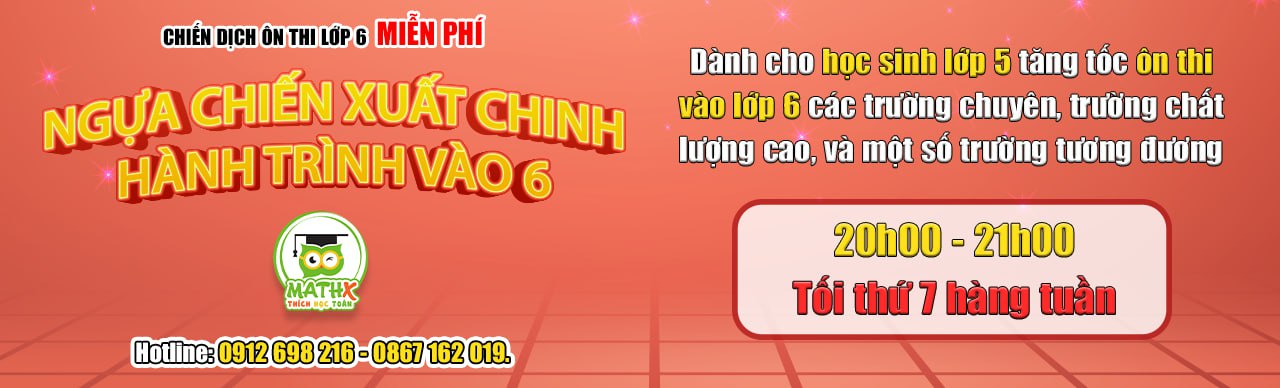 CHIẾN DỊCH ÔN THI LỚP 6 MIỄN PHÍ
NGỰA CHIẾN XUẤT CHINH
HÀNH TRÌNH VÀO 6
MATHX
THÍCH HỌC TOÁN
Hotline: 0912 698 216 - 0867 162 019.
Dành cho học sinh lớp 5 tăng tốc ôn thi
vào lớp 6 các trường chuyên, trường chất
lượng cao, và một số trường tương đương
20h00 - 21h00
Tối thứ 7 hàng tuần